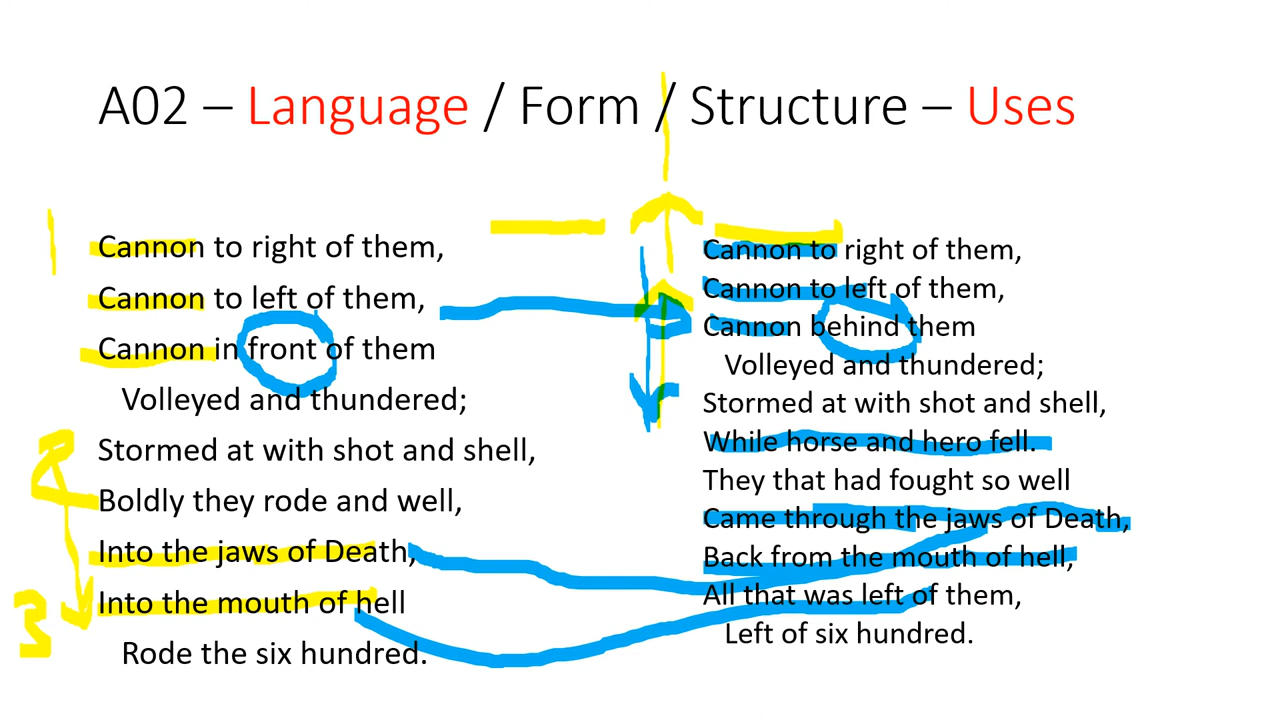 A02 – Language / Form / Structure – Uses
Cannon to right of them,
Cannon to left of them,
Cannon in front of them
Volleyed and thundered;
Stormed at with shot and shell,
Boldly they rode and well,
Into the jaws of Death,
Into the mouth of hell
Rode the six hundred.
Cannon to right of them,
Cannon to left of them,
Cannon behind them
Volleyed and thundered;
Stormed at with shot and shell,
While horse and hero fell.
They that had fought so well
Came through the jaws of Death,
Back from the mouth of hell,
All that was left of them,
Left of six hundred.